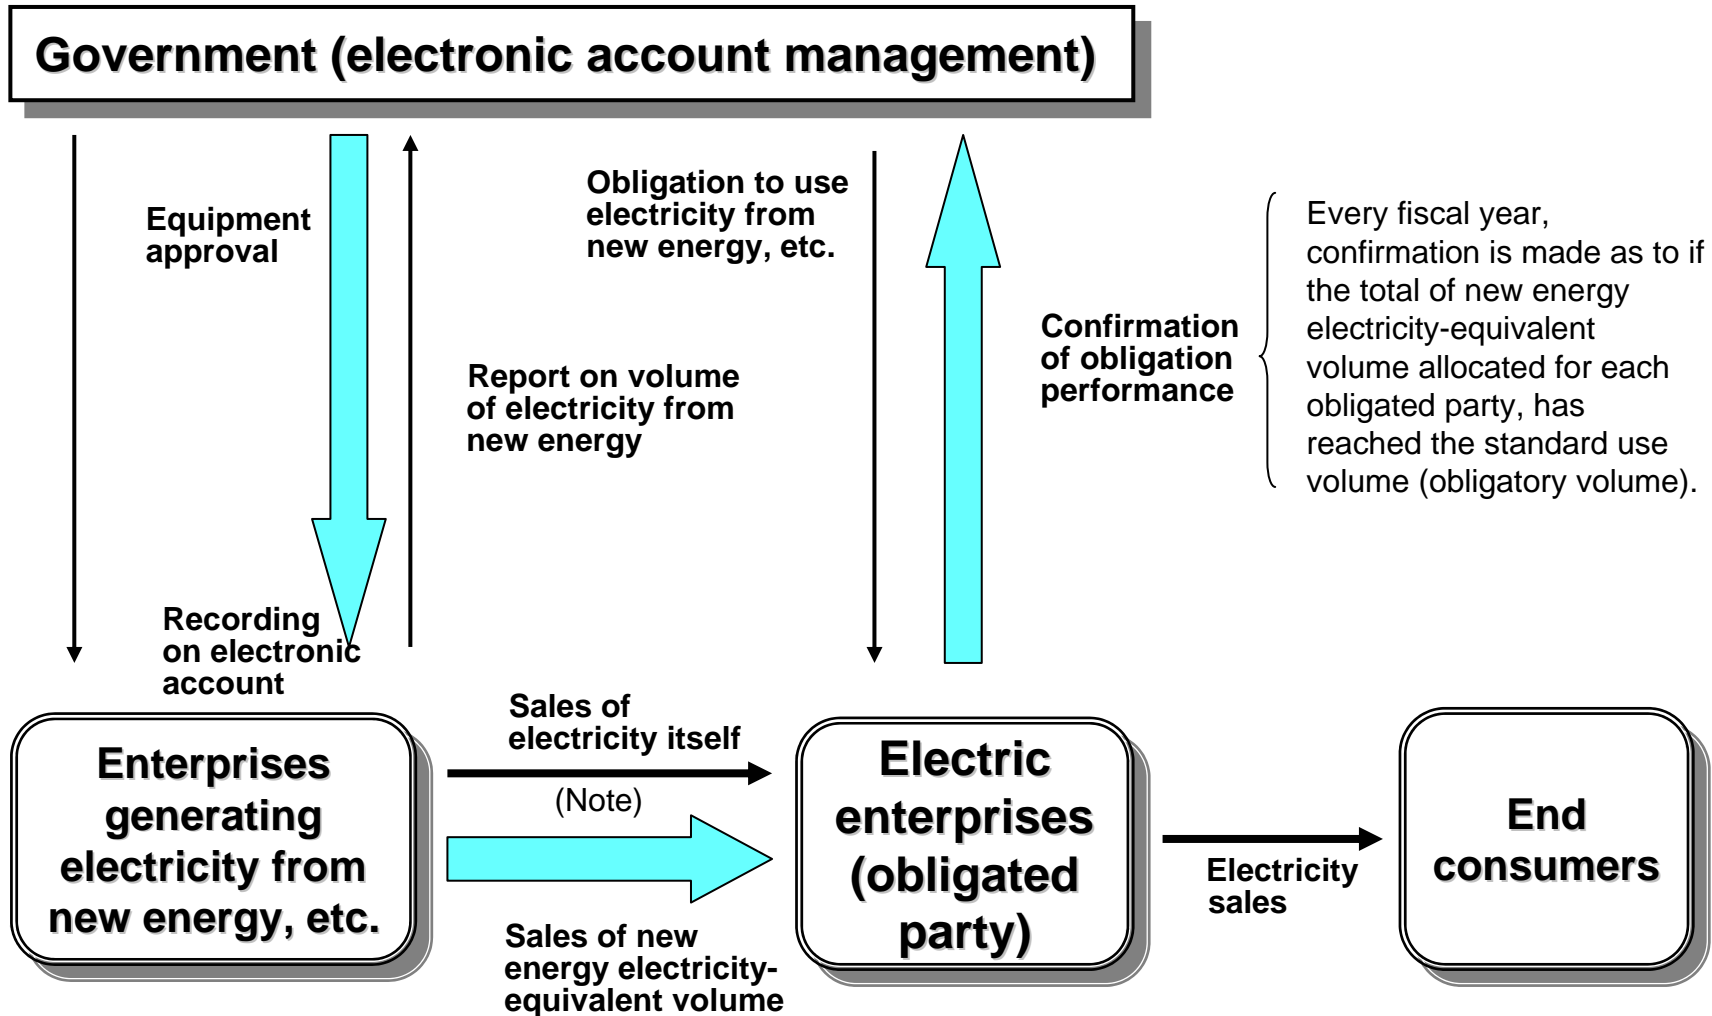 Government (electronic account management)
Equipment
approval
Obligation to use
electricity from
new energy, etc.
Report on volume
of electricity from
new energy
Confirmation
of obligation
performance
Every fiscal year,
confirmation is made as to if
the total of new energy
electricity-equivalent
volume allocated for each
obligated party, has
reached the standard use
volume (obligatory volume).
Recording
on electronic
account
Sales of
electricity itself
(Note)
Enterprises
generating
electricity from
new energy, etc.
Electric
enterprises
(obligated
party)
Electricity
sales
End
consumers
Sales of new
energy electricity-
equivalent volume